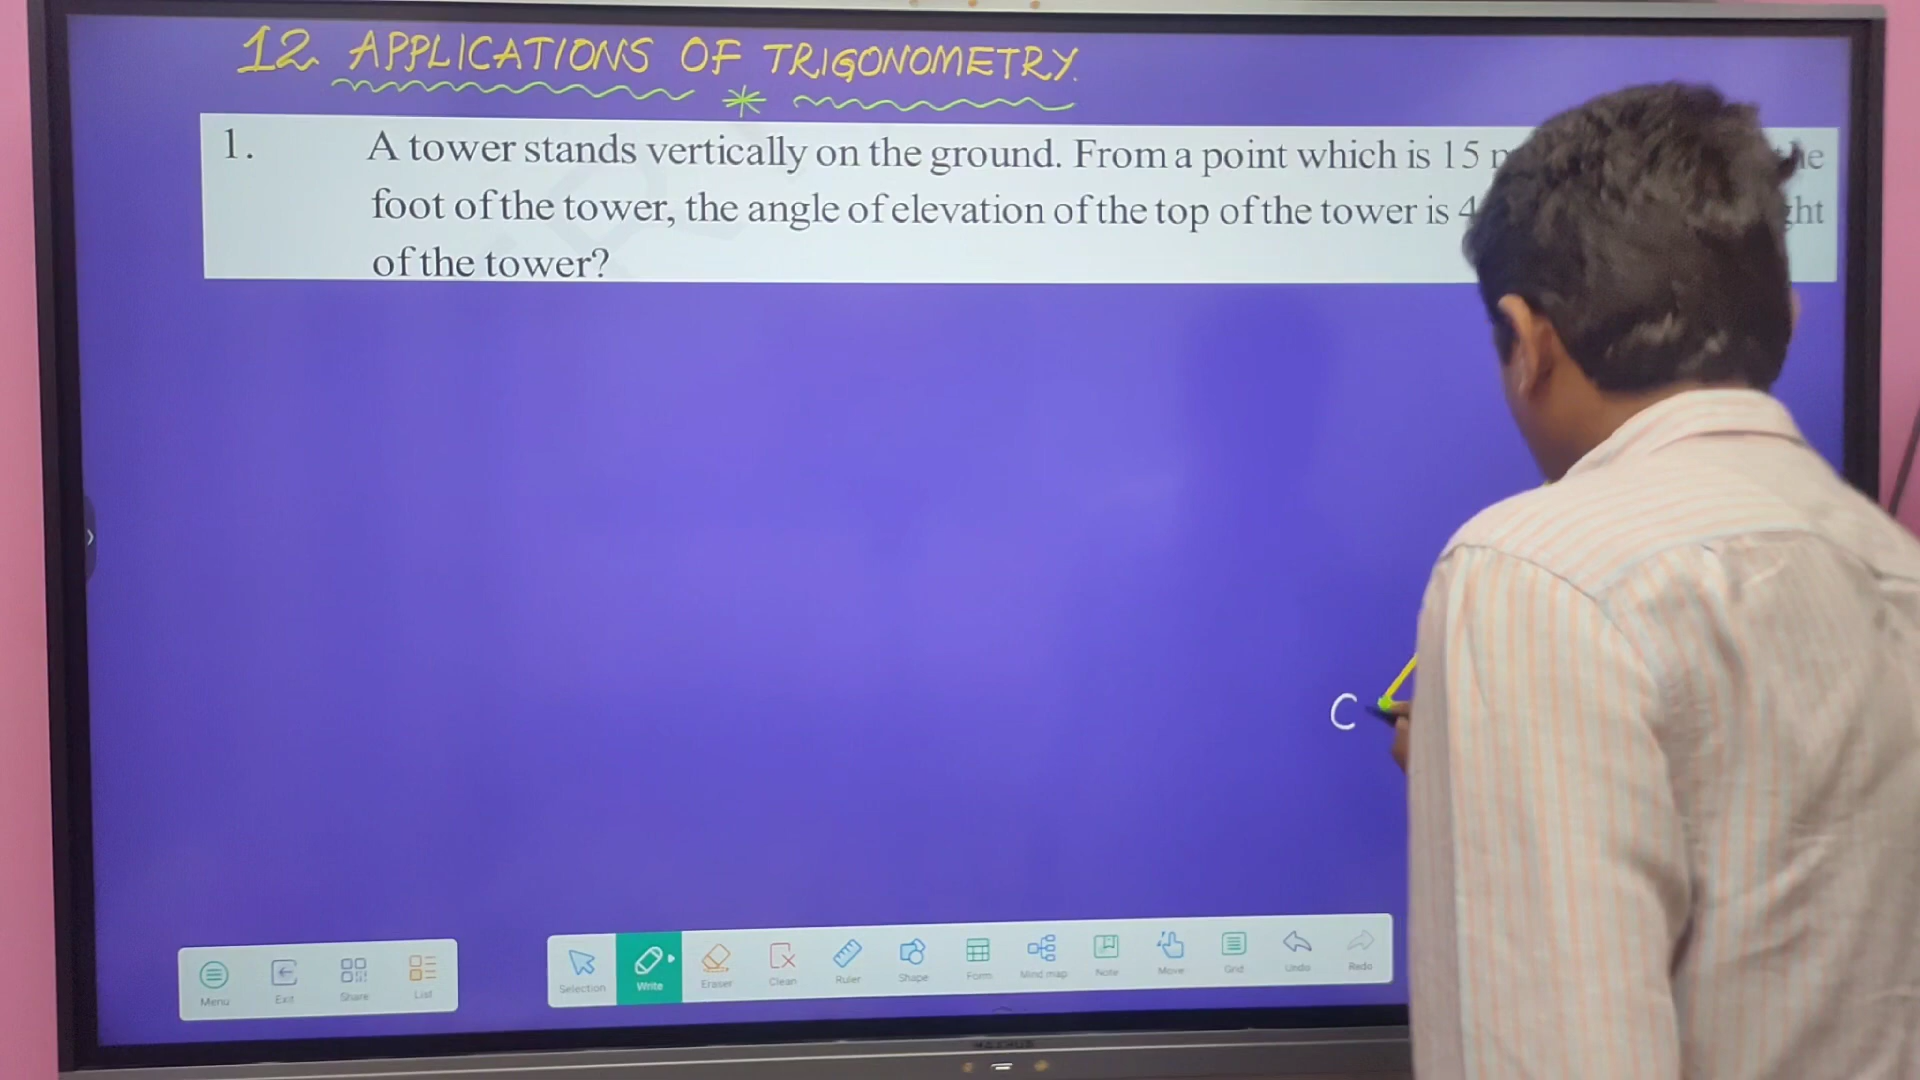 12 APPLICATIONS OF TRIGONOMETRY.
1. A tower stands vertically on the ground. From a point which is 15
foot of the tower, the angle of elevation of the top of the tower is
of the tower?
C
Menu Exit Share List
Selection Write Eraser Clean Ruler Shape Form Mind map Note Move Grid Undo Redo